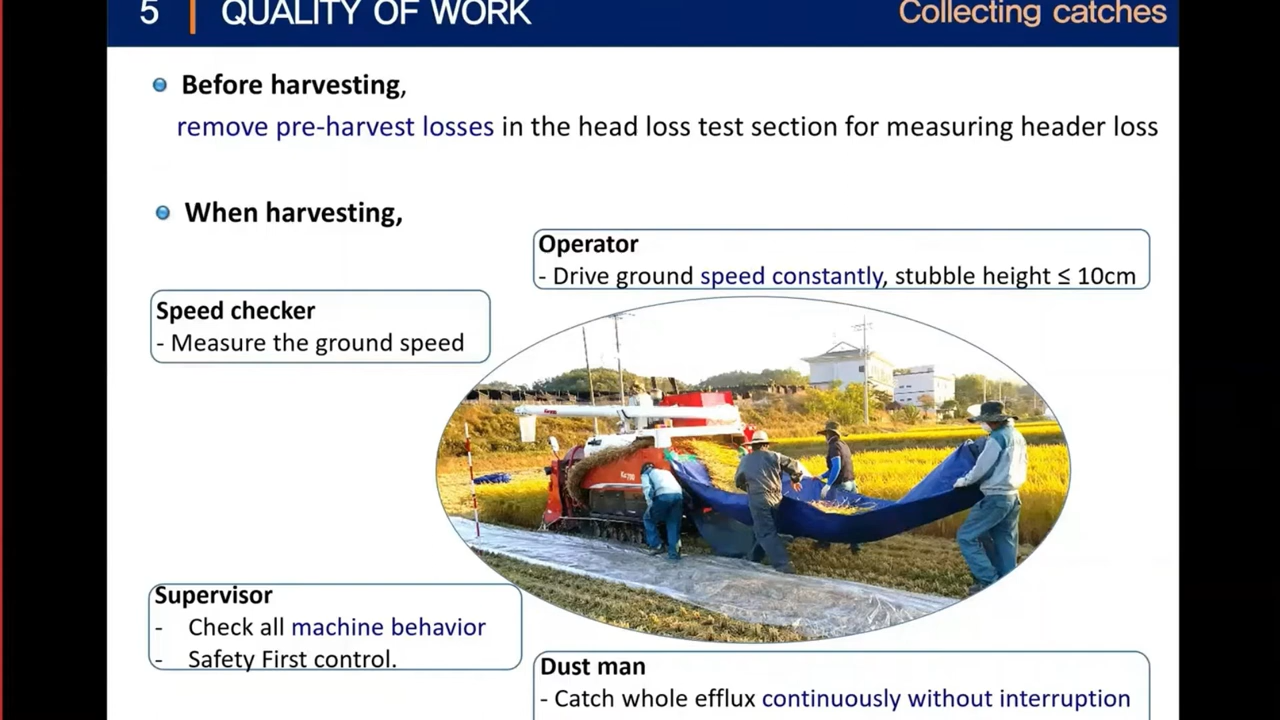 5 QUALITY OF WORK
Collecting catches
Before harvesting,
remove pre-harvest losses in the head loss test section for measuring header loss
When harvesting,
Operator
- Drive ground speed constantly, stubble height ≤ 10cm
Speed checker
- Measure the ground speed
Supervisor
- Check all machine behavior
- Safety First control.
Dust man
- Catch whole efflux continuously without interruption